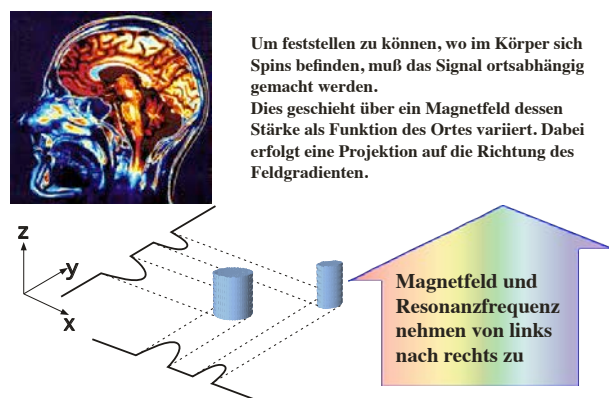 Um feststellen zu können, wo im Körper sich
Spins befinden, muß das Signal ortsabhängig
gemacht werden.
Dies geschieht über ein Magnetfeld dessen
Stärke als Funktion des Ortes variiert. Dabei
erfolgt eine Projektion auf die Richtung des
Feldgradienten.
z
y
x
Magnetfeld und
Resonanzfrequenz
nehmen von links
nach rechts zu